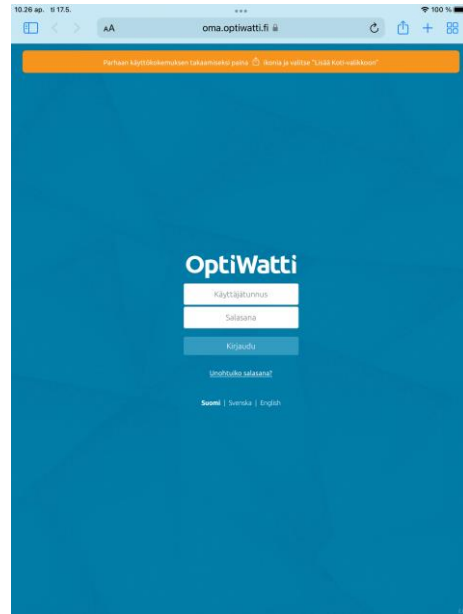 10.26 ap. ti 17.5.
100 %
AA
oma.optiwatti.fi
Parhaan käyttökokemuksen takaamiseksi paina ikonia ja valitse "Lisää Koti-valikkoon"
OptiWatti
Käyttäjätunnus
Salasana
Kirjaudu
Unohtuiko salasana?
Suomi | Svenska | English